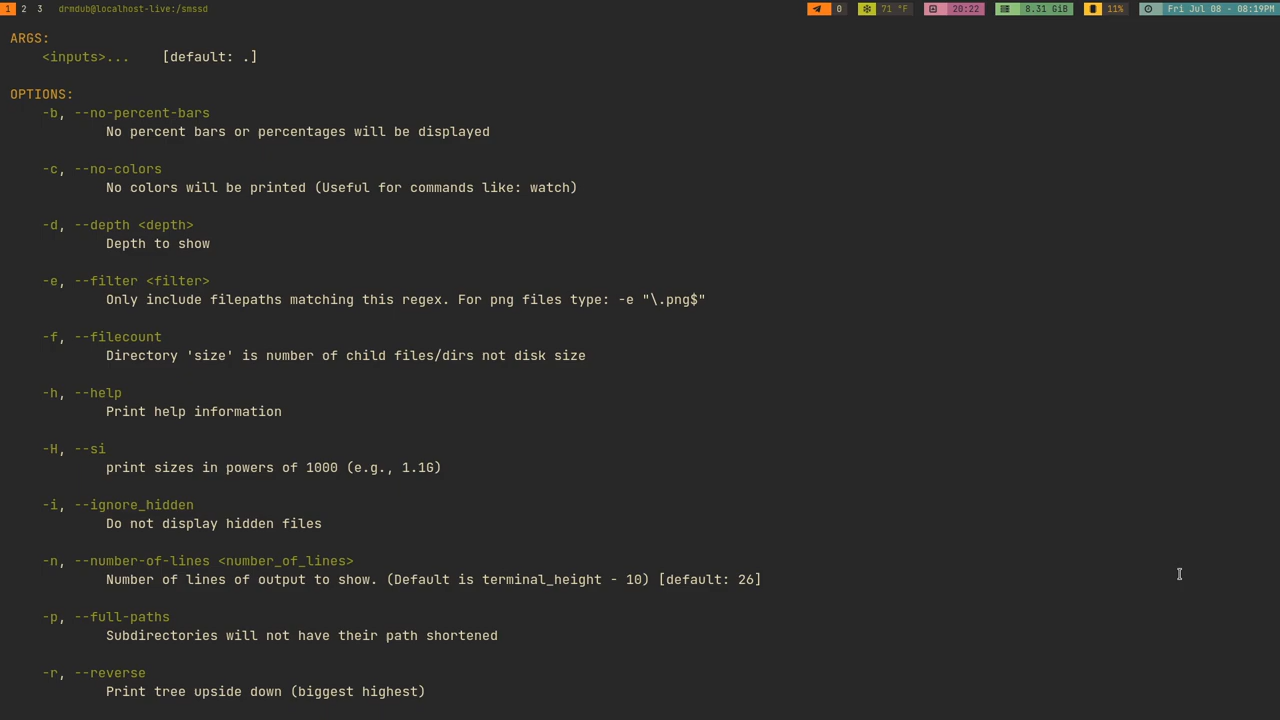 1 2 3 drmdub@localhost-live:/smssd 0 71 °F 20:22 8.31 GiB 11% Fri Jul 08 - 08:19PM
ARGS:
<inputs>... [default: .]
OPTIONS:
-b, --no-percent-bars
No percent bars or percentages will be displayed
-c, --no-colors
No colors will be printed (Useful for commands like: watch)
-d, --depth <depth>
Depth to show
-e, --filter <filter>
Only include filepaths matching this regex. For png files type: -e "\.png$"
-f, --filecount
Directory 'size' is number of child files/dirs not disk size
-h, --help
Print help information
-H, --si
print sizes in powers of 1000 (e.g., 1.1G)
-i, --ignore_hidden
Do not display hidden files
-n, --number-of-lines <number_of_lines>
Number of lines of output to show. (Default is terminal_height - 10) [default: 26]
-p, --full-paths
Subdirectories will not have their path shortened
-r, --reverse
Print tree upside down (biggest highest)